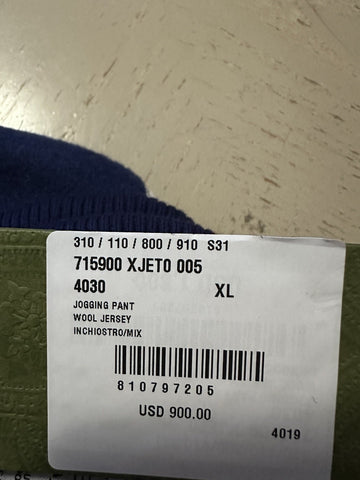 310 / 110 / 800 / 910 S31
715900 XJETO 005
4030 XL
JOGGING PANT
WOOL JERSEY
INCHIOSTRO/MIX
810797205
USD 900.00
4019